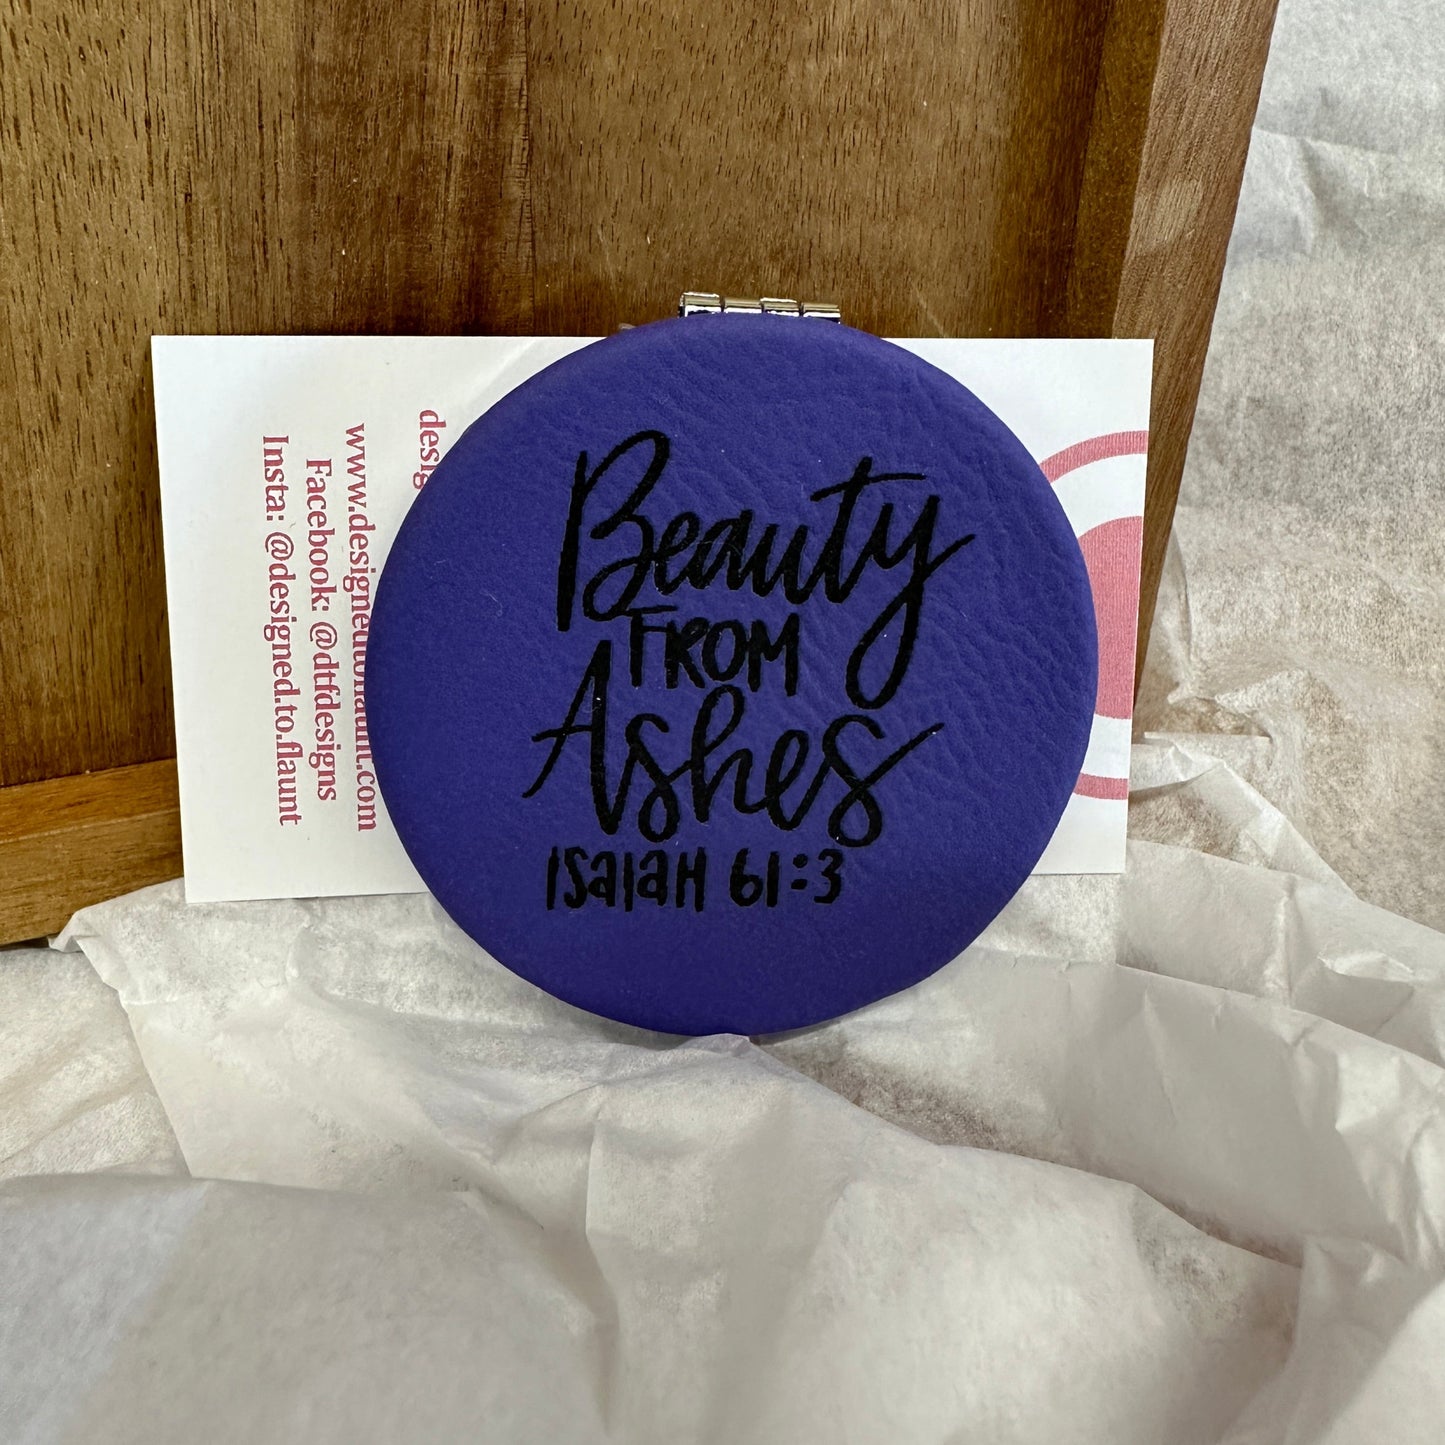 Beauty
FROM
Ashes
Isaiah 61:3
Facebook: @dtfdesigns
Insta: @designed.to.flaunt